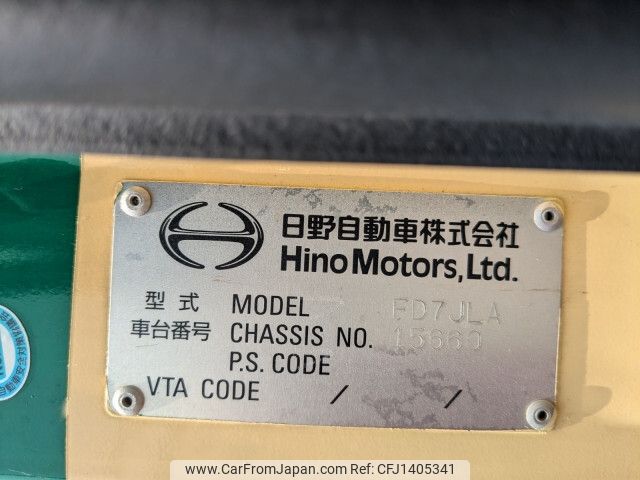 日野自動車株式会社
Hino Motors, Ltd.
型式 MODEL FD7JLA
車台番号 CHASSIS NO.
P.S. CODE
VTA CODE / /
www.CarFromJapan.com CFJ1405341